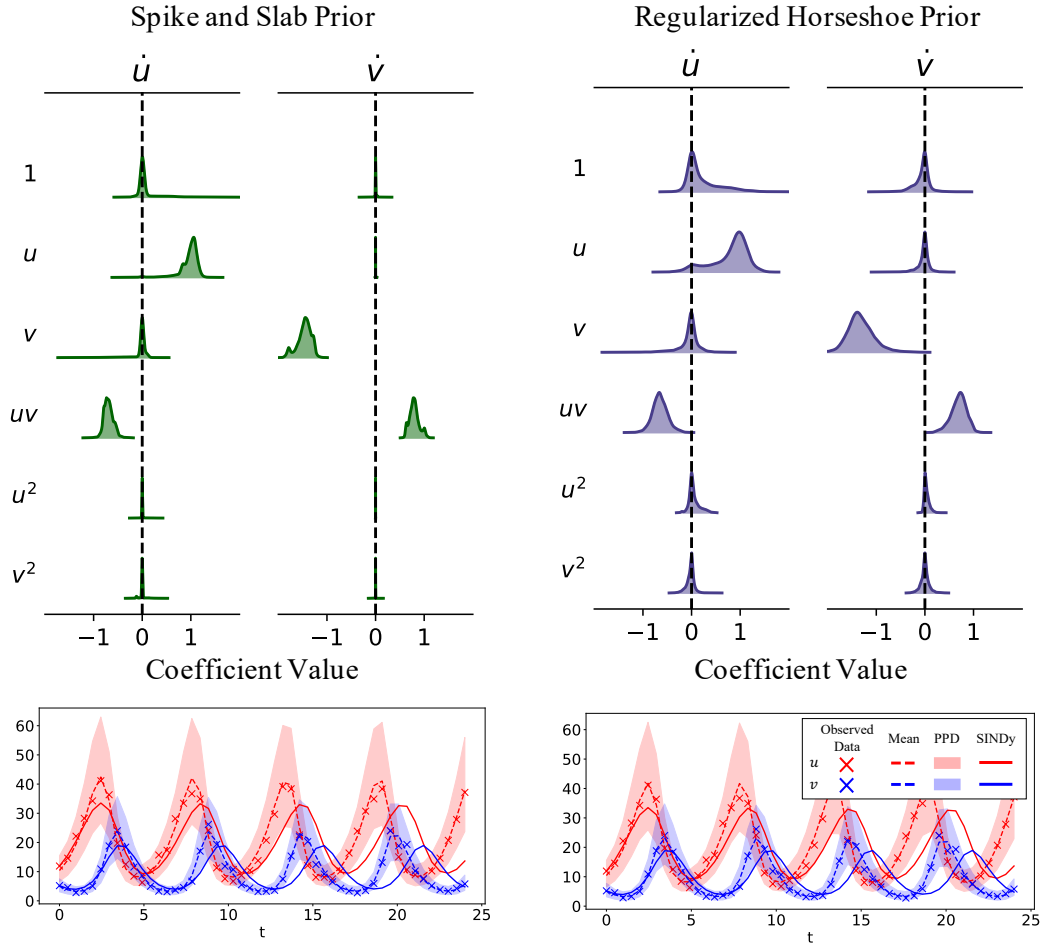 Spike and Slab Prior
u̇
v̇
1
u
v
uv
u²
v²
−1 0 1
−1 0 1
Coefficient Value
Regularized Horseshoe Prior
u̇
v̇
1
u
v
uv
u²
v²
−1 0 1
−1 0 1
Coefficient Value
60
50
40
30
20
10
0
0 5 10 15 20 25
t
60
50
40
30
20
10
0
0 5 10 15 20 25
t
Observed
Data Mean PPD SINDy
u
v